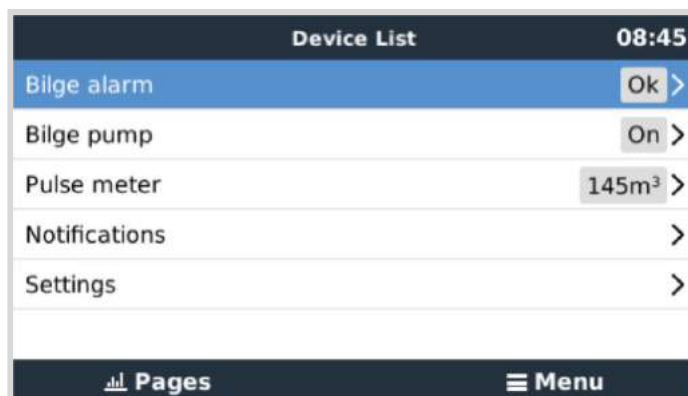 Device List 08:45
Bilge alarm Ok
Bilge pump On
Pulse meter 145m³
Notifications
Settings
Pages Menu